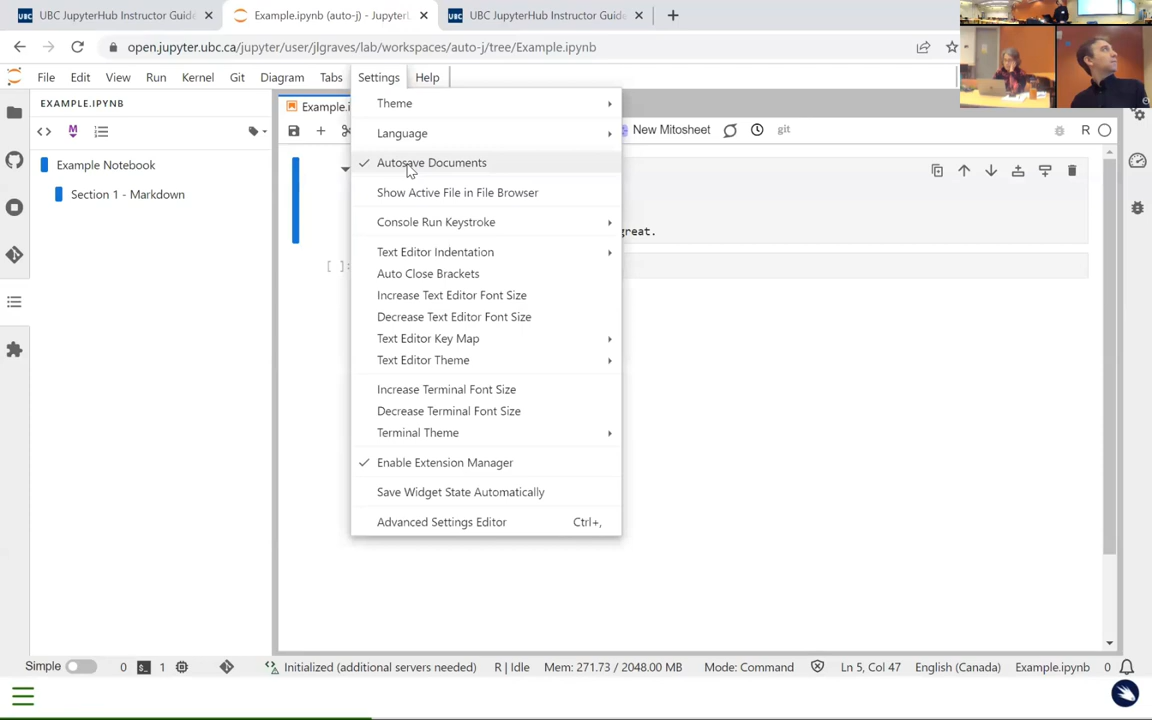 UBC JupyterHub Instructor Guide
Example.ipynb (auto-j) - JupyterL
UBC JupyterHub Instructor Guide
open.jupyter.ubc.ca/jupyter/user/jlgraves/lab/workspaces/auto-j/tree/Example.ipynb
File Edit View Run Kernel Git Diagram Tabs Settings Help
EXAMPLE.IPYNB
Example.i
New Mitosheet
git
R
Example Notebook
Section 1 - Markdown
great.
[ ]:
Theme
Language
Autosave Documents
Show Active File in File Browser
Console Run Keystroke
Text Editor Indentation
Auto Close Brackets
Increase Text Editor Font Size
Decrease Text Editor Font Size
Text Editor Key Map
Text Editor Theme
Increase Terminal Font Size
Decrease Terminal Font Size
Terminal Theme
Enable Extension Manager
Save Widget State Automatically
Advanced Settings Editor Ctrl+,
Simple 0 1 Initialized (additional servers needed) R | Idle Mem: 271.73 / 2048.00 MB Mode: Command Ln 5, Col 47 English (Canada) Example.ipynb 0